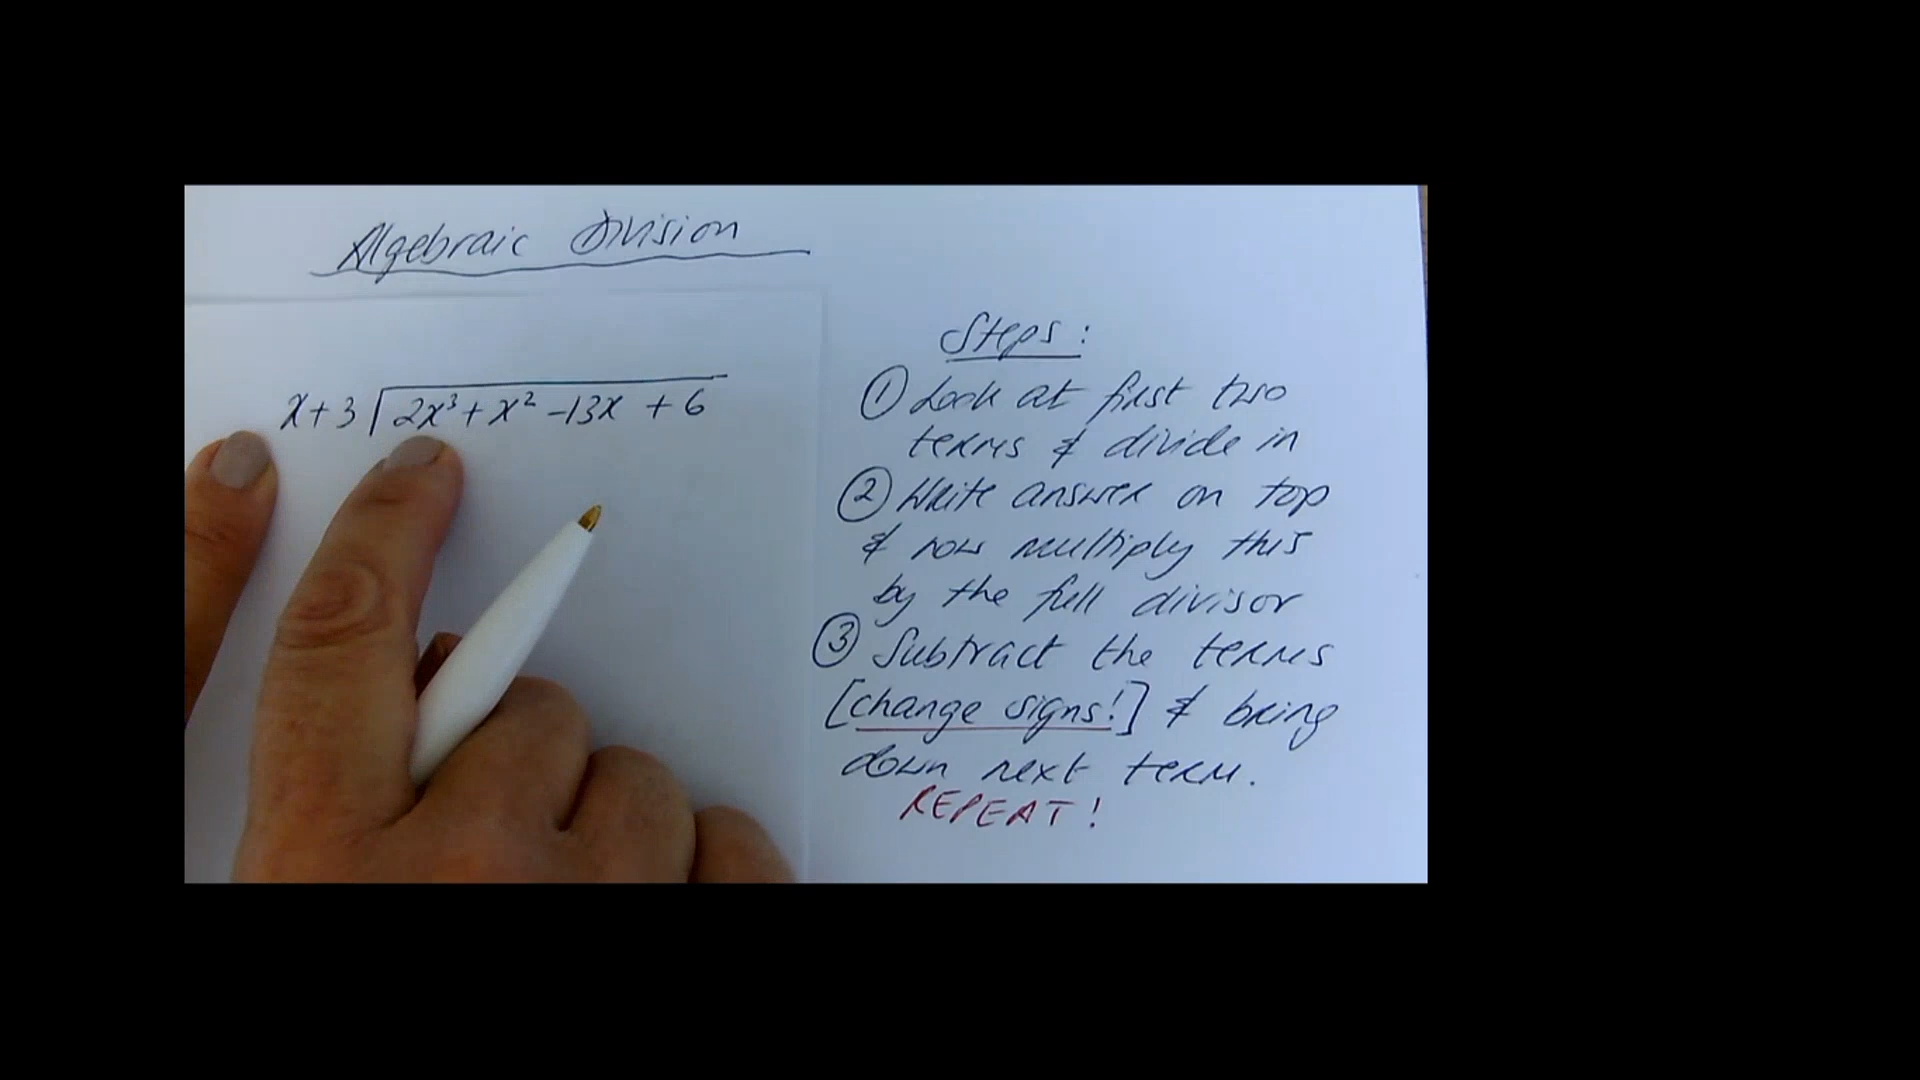 Algebraic Division
x+3 2x³+x²-13x+6
Steps:
① Look at first two
terms & divide in
② Write answer on top
& now multiply this
by the full divisor
③ Subtract the terms
[change signs!] & bring
down next term.
REPEAT!